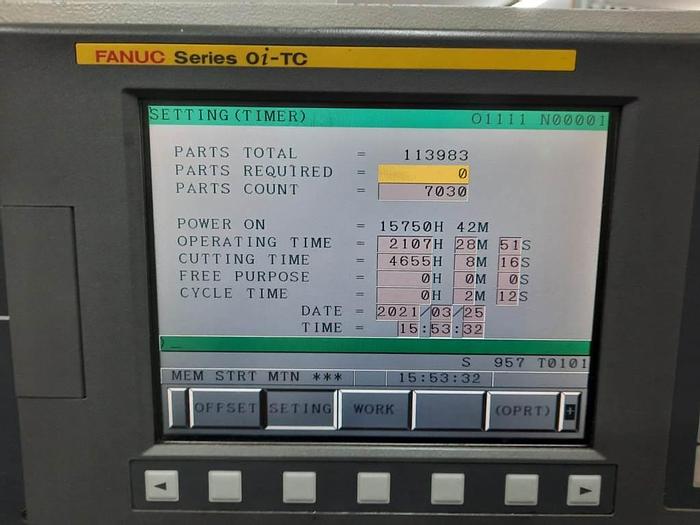 FANUC Series 0i-TC
SETTING(TIMER) O1111 N00001
PARTS TOTAL = 113983
PARTS REQUIRED = 0
PARTS COUNT = 7030
POWER ON = 15750H 42M
OPERATING TIME = 2107H 28M 51S
CUTTING TIME = 4655H 8M 16S
FREE PURPOSE = 0H 0M 0S
CYCLE TIME = 0H 2M 12S
DATE = 2021/03/25
TIME = 15:53:32
>_
S 957 T0101
MEM STRT MTN *** 15:53:32
OFFSET SETING WORK (OPRT) +